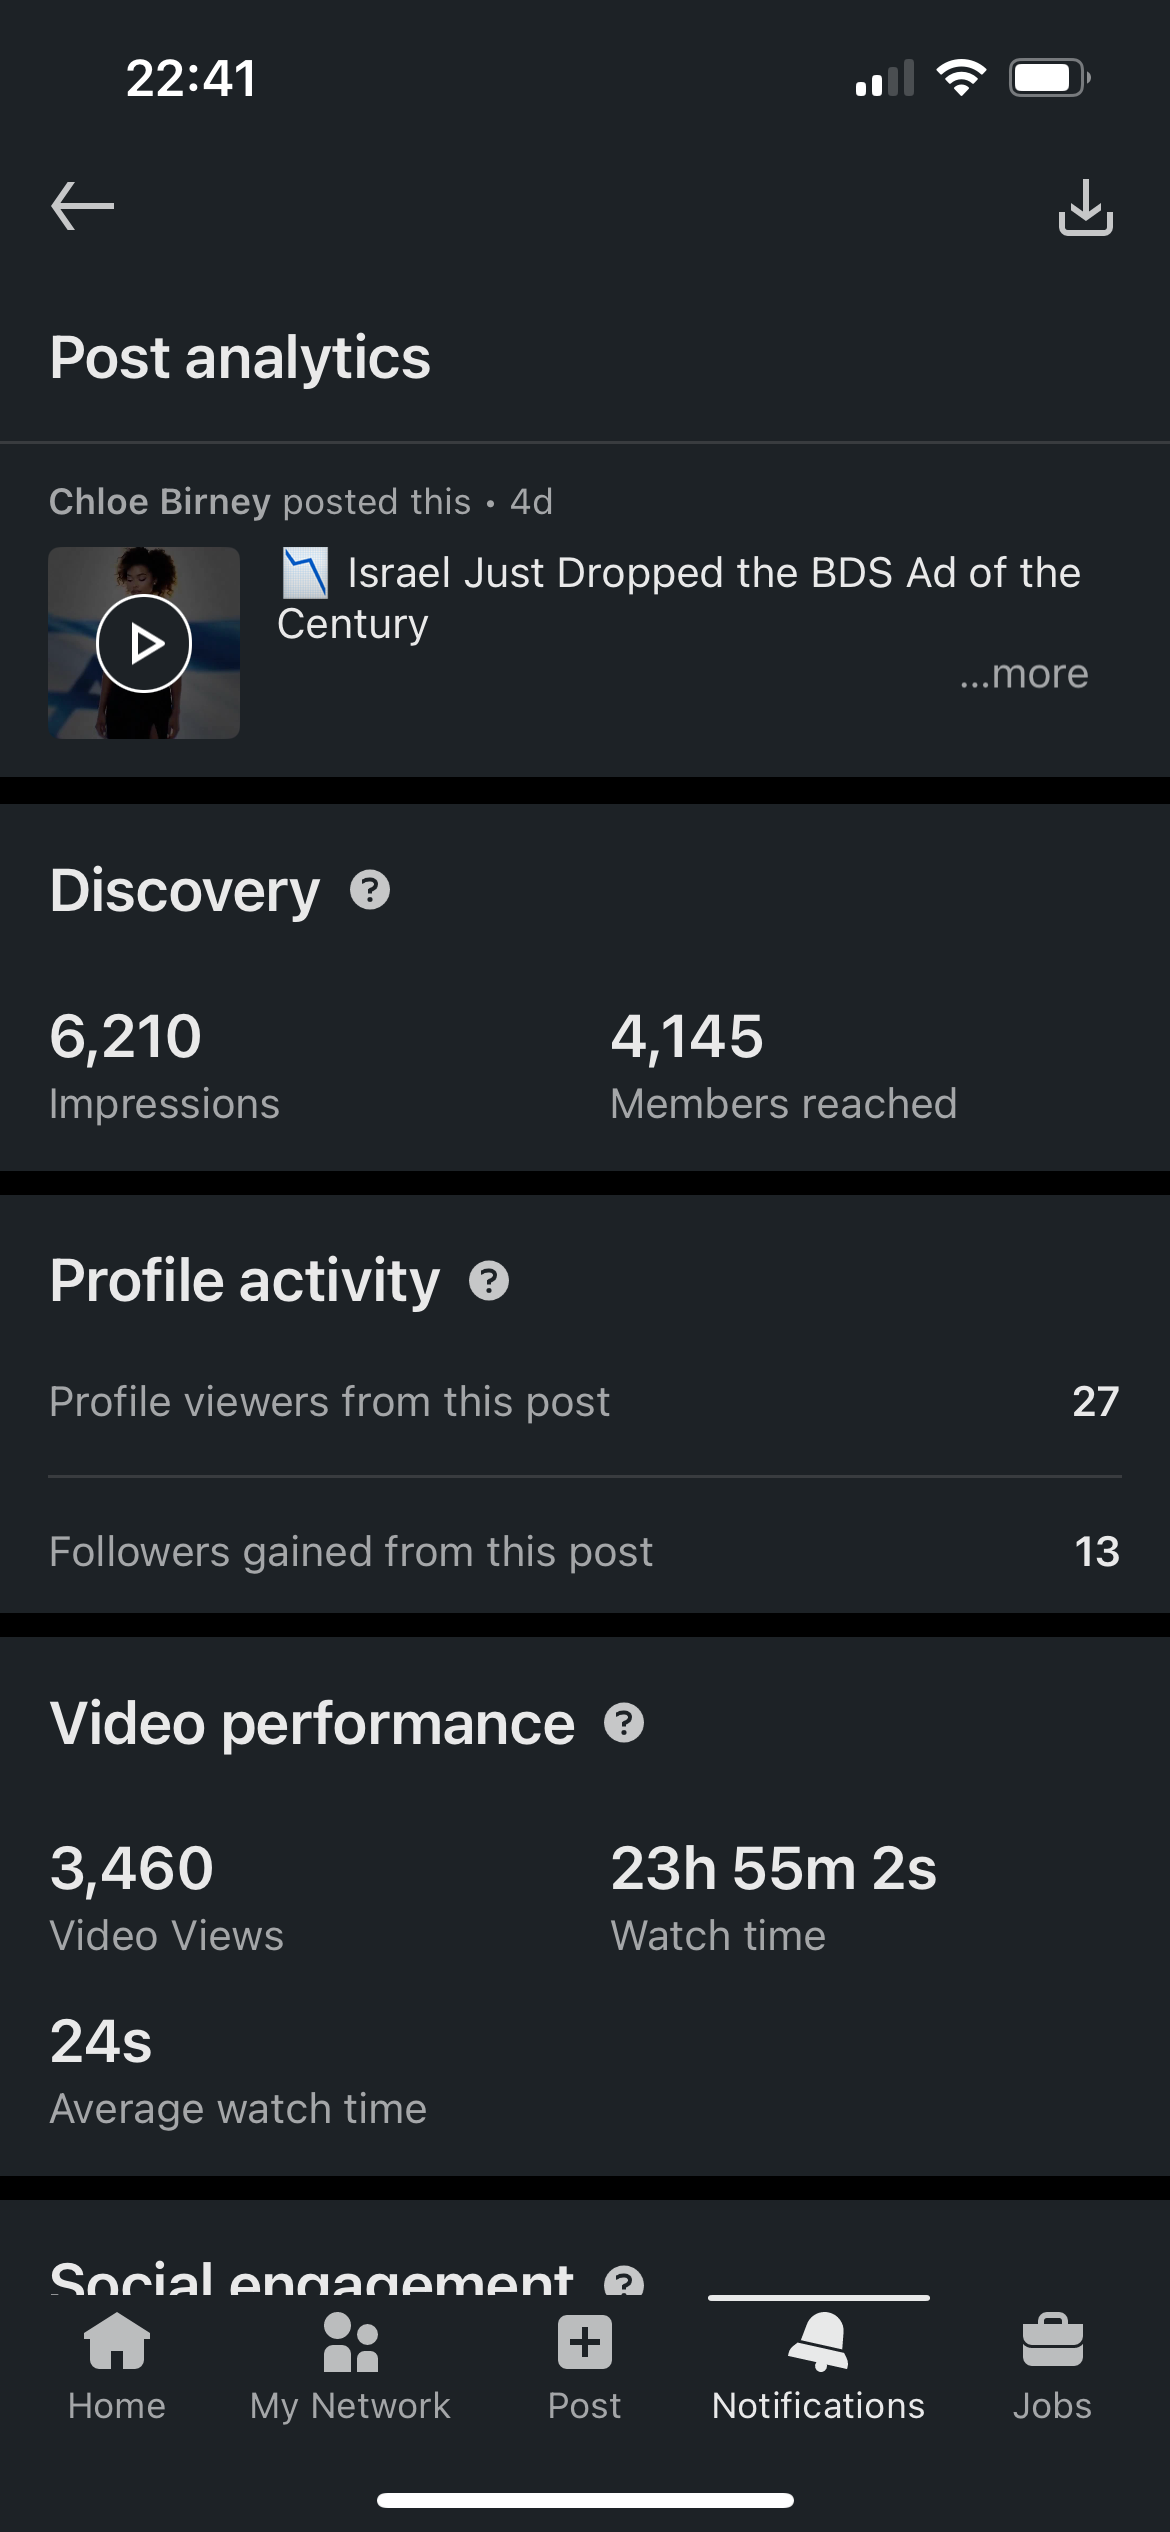 22:41
Post analytics
Chloe Birney posted this • 4d
📉 Israel Just Dropped the BDS Ad of the
Century
...more
Discovery ?
6,210
Impressions
4,145
Members reached
Profile activity ?
Profile viewers from this post 27
Followers gained from this post 13
Video performance ?
3,460
Video Views
23h 55m 2s
Watch time
24s
Average watch time
Social engagement ?
Home
My Network
Post
Notifications
Jobs